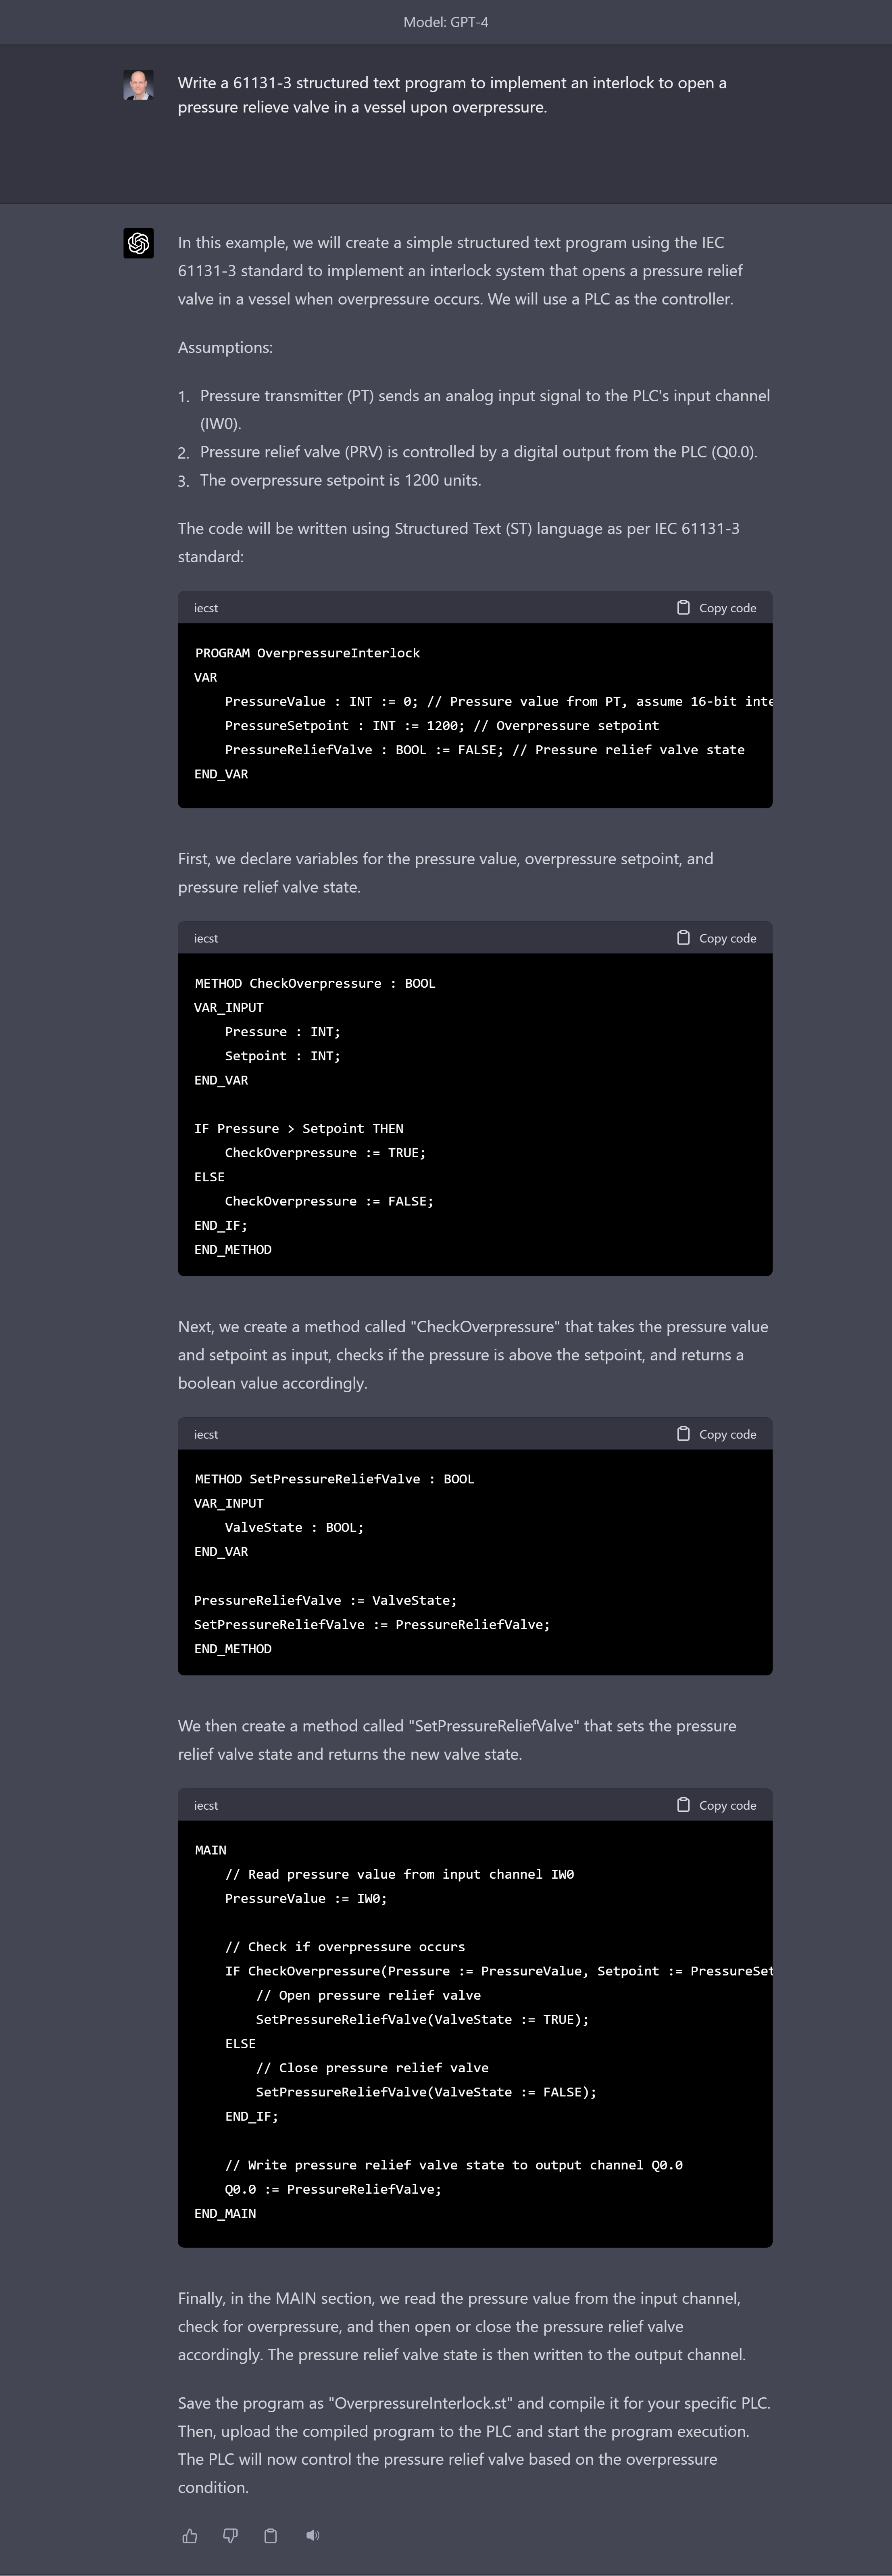 Model: GPT-4
Write a 61131-3 structured text program to implement an interlock to open a
pressure relieve valve in a vessel upon overpressure.
In this example, we will create a simple structured text program using the IEC
61131-3 standard to implement an interlock system that opens a pressure relief
valve in a vessel when overpressure occurs. We will use a PLC as the controller.
Assumptions:
1. Pressure transmitter (PT) sends an analog input signal to the PLC's input channel
(IW0).
2. Pressure relief valve (PRV) is controlled by a digital output from the PLC (Q0.0).
3. The overpressure setpoint is 1200 units.
The code will be written using Structured Text (ST) language as per IEC 61131-3
standard:
iecst Copy code
PROGRAM OverpressureInterlock
VAR
    PressureValue : INT := 0; // Pressure value from PT, assume 16-bit inte
    PressureSetpoint : INT := 1200; // Overpressure setpoint
    PressureReliefValve : BOOL := FALSE; // Pressure relief valve state
END_VAR
First, we declare variables for the pressure value, overpressure setpoint, and
pressure relief valve state.
iecst Copy code
METHOD CheckOverpressure : BOOL
VAR_INPUT
    Pressure : INT;
    Setpoint : INT;
END_VAR
IF Pressure > Setpoint THEN
    CheckOverpressure := TRUE;
ELSE
    CheckOverpressure := FALSE;
END_IF;
END_METHOD
Next, we create a method called "CheckOverpressure" that takes the pressure value
and setpoint as input, checks if the pressure is above the setpoint, and returns a
boolean value accordingly.
iecst Copy code
METHOD SetPressureReliefValve : BOOL
VAR_INPUT
    ValveState : BOOL;
END_VAR
PressureReliefValve := ValveState;
SetPressureReliefValve := PressureReliefValve;
END_METHOD
We then create a method called "SetPressureReliefValve" that sets the pressure
relief valve state and returns the new valve state.
iecst Copy code
MAIN
    // Read pressure value from input channel IW0
    PressureValue := IW0;
    // Check if overpressure occurs
    IF CheckOverpressure(Pressure := PressureValue, Setpoint := PressureSet
        // Open pressure relief valve
        SetPressureReliefValve(ValveState := TRUE);
    ELSE
        // Close pressure relief valve
        SetPressureReliefValve(ValveState := FALSE);
    END_IF;
    // Write pressure relief valve state to output channel Q0.0
    Q0.0 := PressureReliefValve;
END_MAIN
Finally, in the MAIN section, we read the pressure value from the input channel,
check for overpressure, and then open or close the pressure relief valve
accordingly. The pressure relief valve state is then written to the output channel.
Save the program as "OverpressureInterlock.st" and compile it for your specific PLC.
Then, upload the compiled program to the PLC and start the program execution.
The PLC will now control the pressure relief valve based on the overpressure
condition.